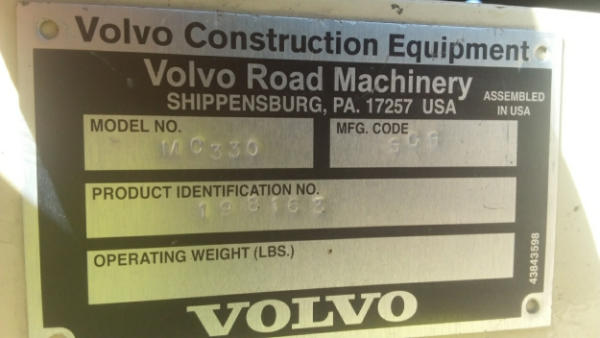 Volvo Construction Equipment
Volvo Road Machinery
SHIPPENSBURG, PA. 17257 USA
ASSEMBLED
IN USA
MODEL NO.
MC330
MFG. CODE
PRODUCT IDENTIFICATION NO.
198163
OPERATING WEIGHT (LBS.)
43843598
VOLVO